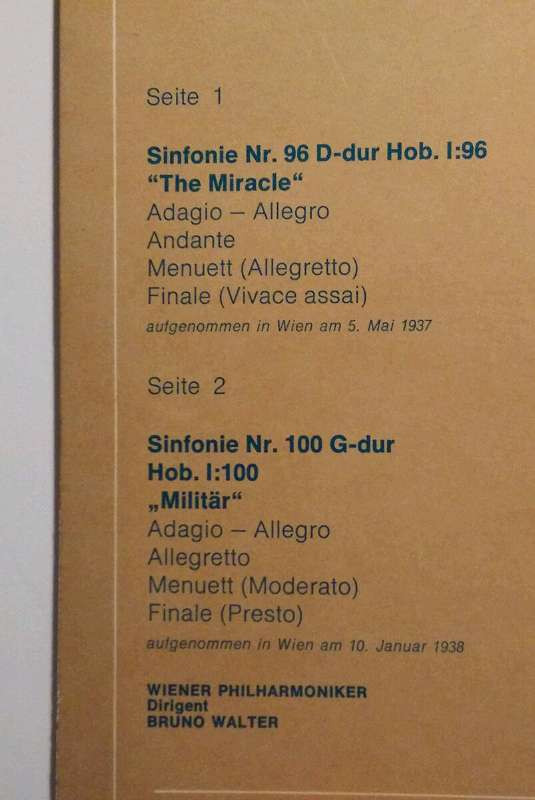 Seite 1
Sinfonie Nr. 96 D-dur Hob. I:96
“The Miracle“
Adagio – Allegro
Andante
Menuett (Allegretto)
Finale (Vivace assai)
aufgenommen in Wien am 5. Mai 1937
Seite 2
Sinfonie Nr. 100 G-dur
Hob. I:100
„Militär“
Adagio – Allegro
Allegretto
Menuett (Moderato)
Finale (Presto)
aufgenommen in Wien am 10. Januar 1938
WIENER PHILHARMONIKER
Dirigent
BRUNO WALTER